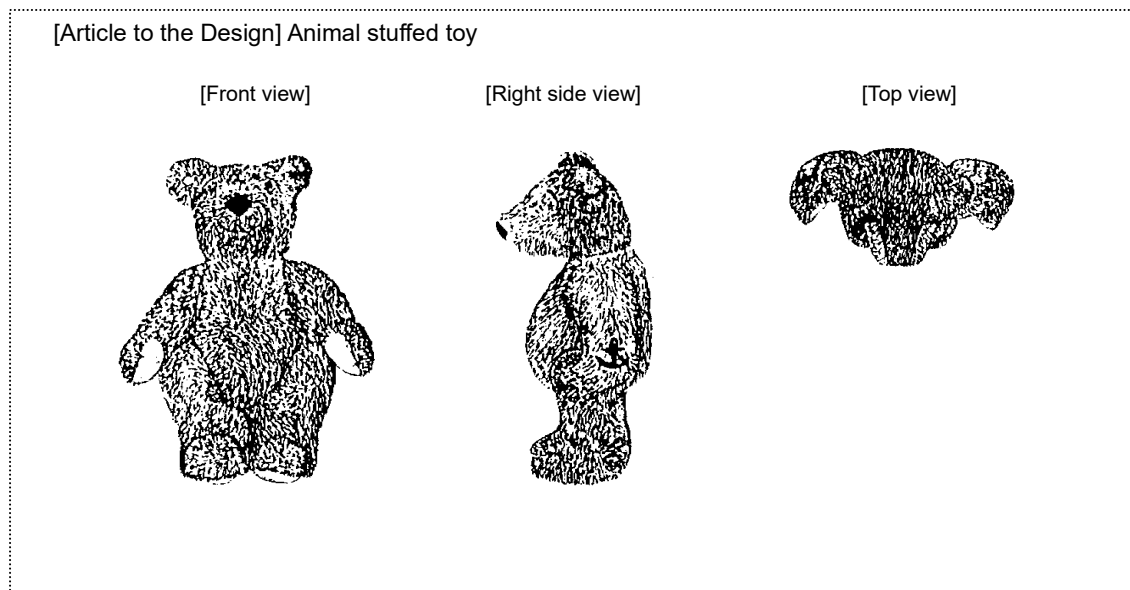 [Article to the Design] Animal stuffed toy
[Front view] [Right side view] [Top view]